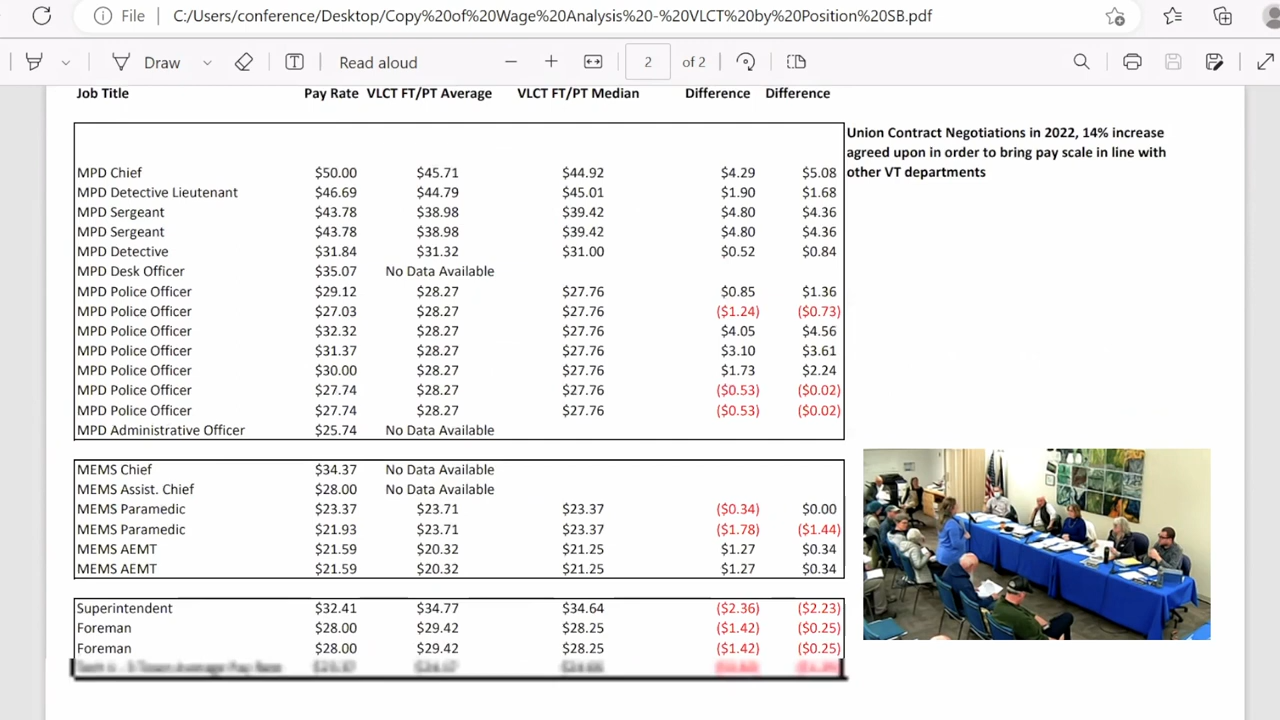 File C:/Users/conference/Desktop/Copy%20of%20Wage%20Analysis%20-%20VLCT%20by%20Position%20SB.pdf
Draw Read aloud 2 of 2
Job Title Pay Rate VLCT FT/PT Average VLCT FT/PT Median Difference Difference
Union Contract Negotiations in 2022, 14% increase
agreed upon in order to bring pay scale in line with
other VT departments
MPD Chief $50.00 $45.71 $44.92 $4.29 $5.08
MPD Detective Lieutenant $46.69 $44.79 $45.01 $1.90 $1.68
MPD Sergeant $43.78 $38.98 $39.42 $4.80 $4.36
MPD Sergeant $43.78 $38.98 $39.42 $4.80 $4.36
MPD Detective $31.84 $31.32 $31.00 $0.52 $0.84
MPD Desk Officer $35.07 No Data Available
MPD Police Officer $29.12 $28.27 $27.76 $0.85 $1.36
MPD Police Officer $27.03 $28.27 $27.76 ($1.24) ($0.73)
MPD Police Officer $32.32 $28.27 $27.76 $4.05 $4.56
MPD Police Officer $31.37 $28.27 $27.76 $3.10 $3.61
MPD Police Officer $30.00 $28.27 $27.76 $1.73 $2.24
MPD Police Officer $27.74 $28.27 $27.76 ($0.53) ($0.02)
MPD Police Officer $27.74 $28.27 $27.76 ($0.53) ($0.02)
MPD Administrative Officer $25.74 No Data Available
MEMS Chief $34.37 No Data Available
MEMS Assist. Chief $28.00 No Data Available
MEMS Paramedic $23.37 $23.71 $23.37 ($0.34) $0.00
MEMS Paramedic $21.93 $23.71 $23.37 ($1.78) ($1.44)
MEMS AEMT $21.59 $20.32 $21.25 $1.27 $0.34
MEMS AEMT $21.59 $20.32 $21.25 $1.27 $0.34
Superintendent $32.41 $34.77 $34.64 ($2.36) ($2.23)
Foreman $28.00 $29.42 $28.25 ($1.42) ($0.25)
Foreman $28.00 $29.42 $28.25 ($1.42) ($0.25)